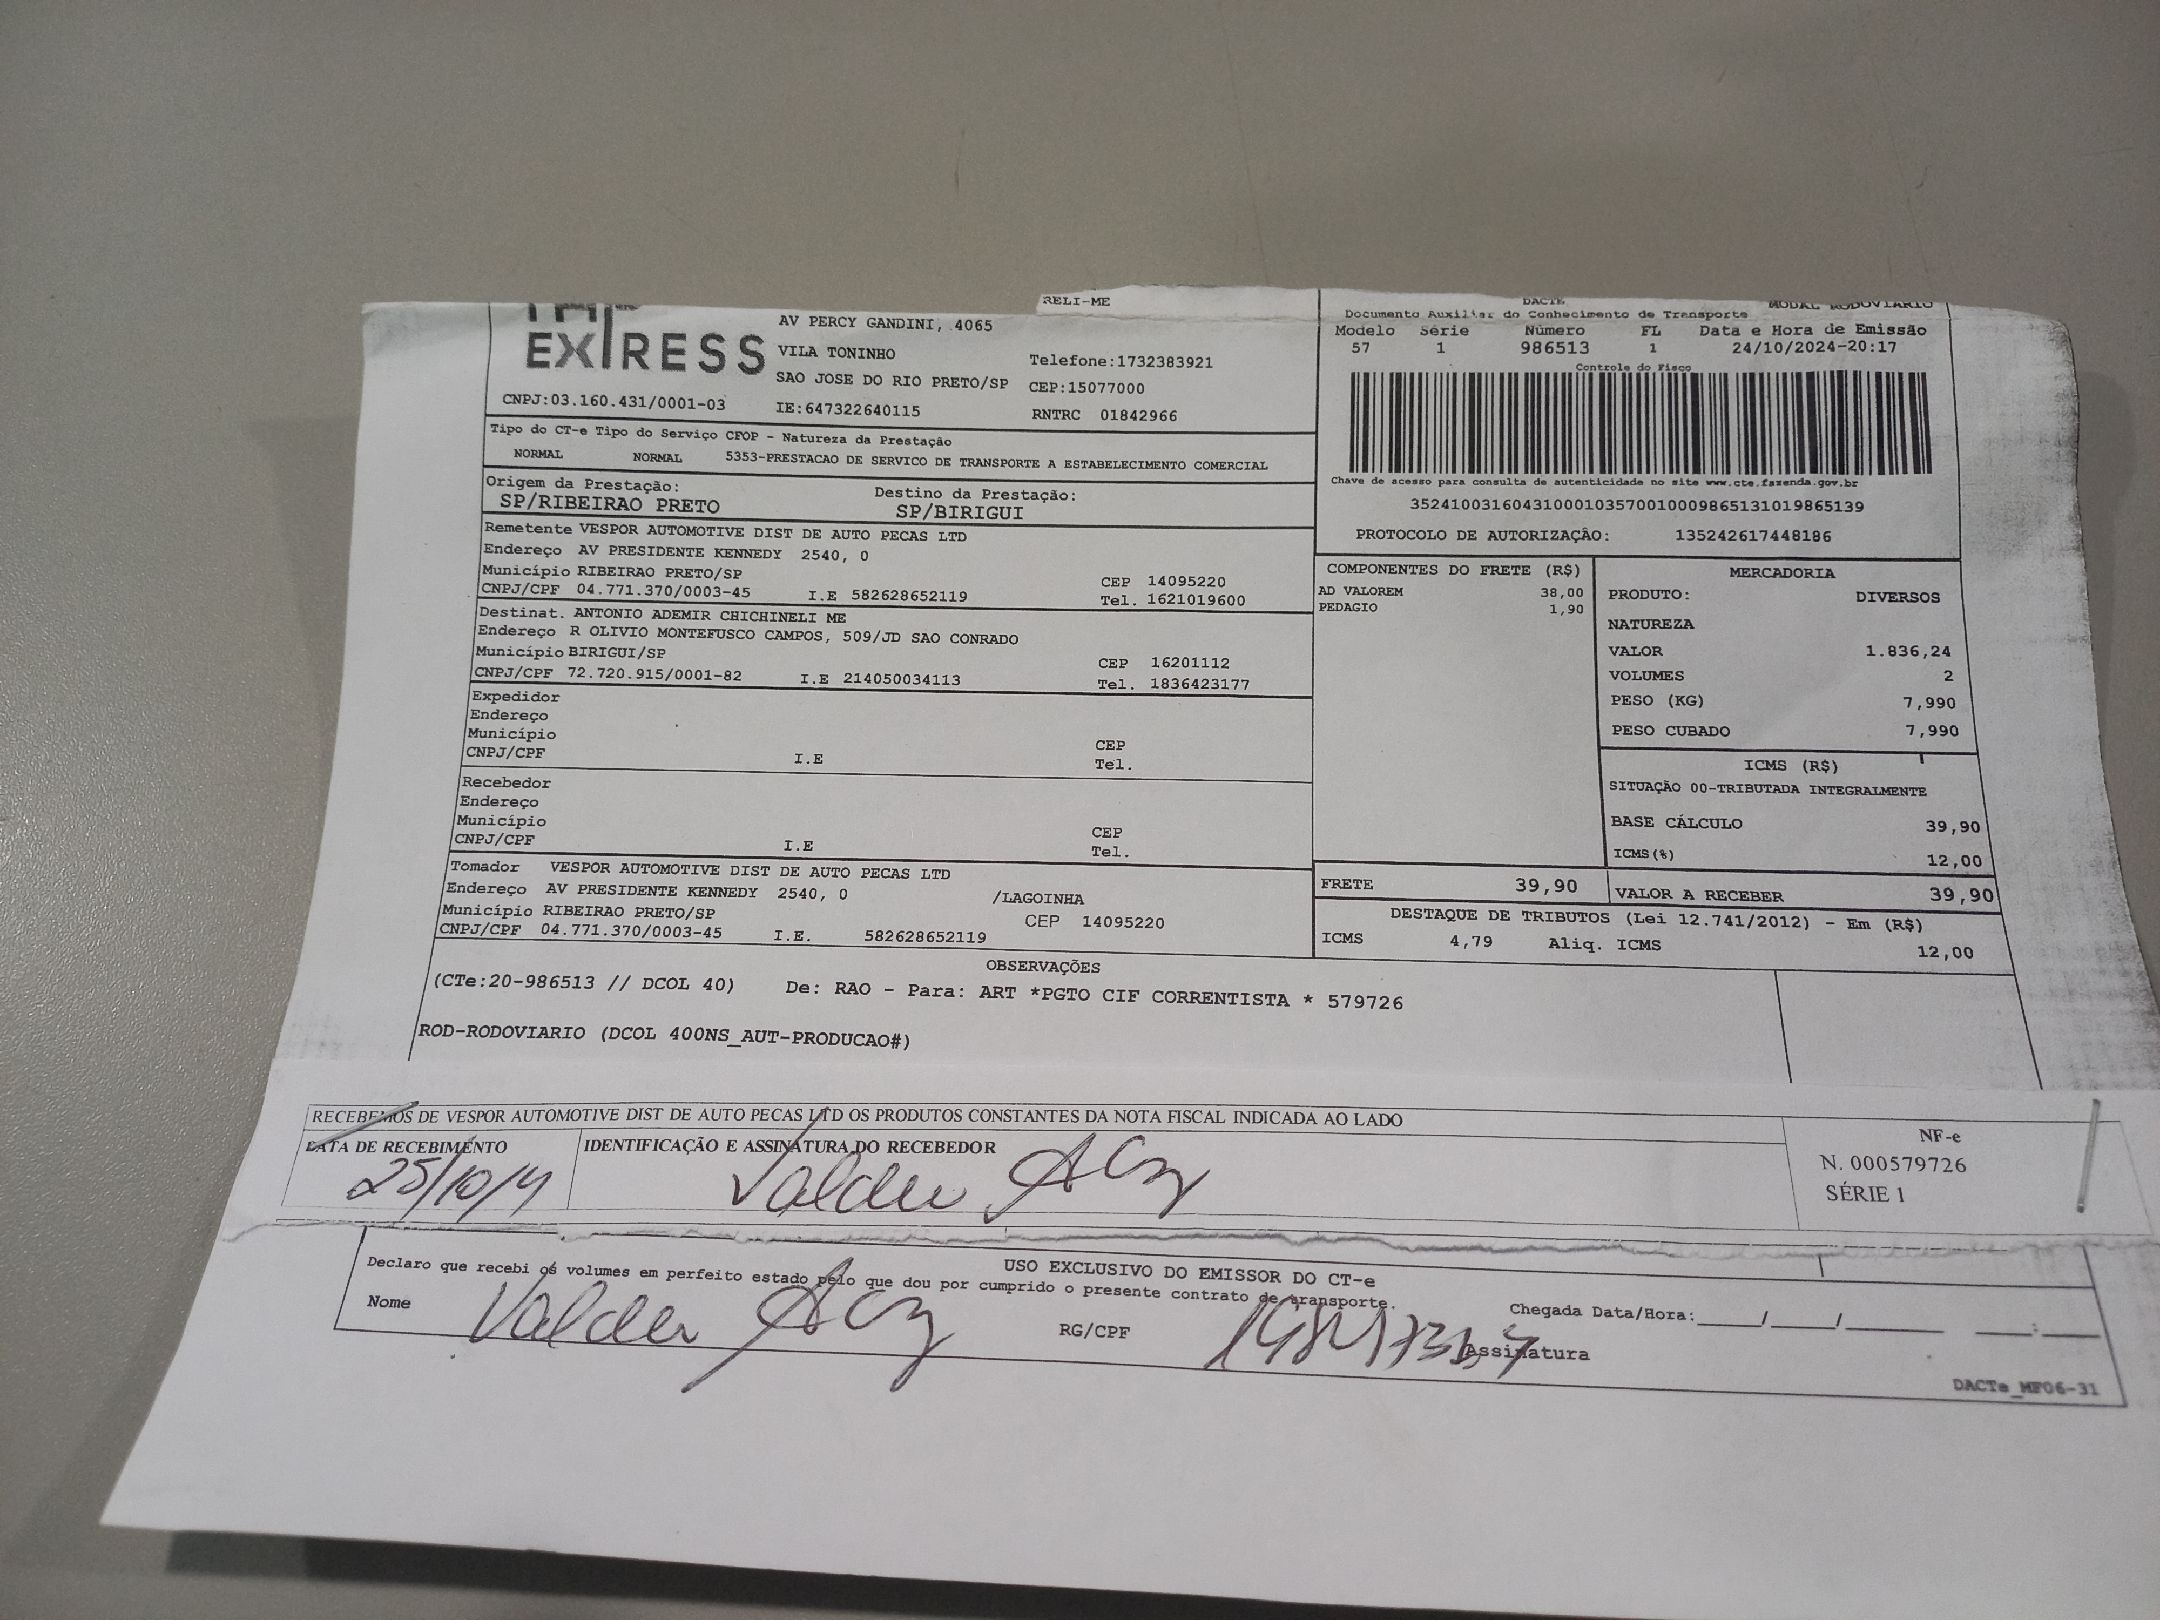 RELI-ME
EXPRESS
AV PERCY GANDINI, 4065
VILA TONINHO
Telefone:1732383921
SAO JOSE DO RIO PRETO/SP CEP:15077000
CNPJ:03.160.431/0001-03 IE:647322640115 RNTRC 01842966
DACTE MODAL RODOVIARIO
Documento Auxiliar do Conhecimento de Transporte
Modelo Série Número FL Data e Hora de Emissão
57 1 986513 1 24/10/2024-20:17
Controle do Fisco
Chave de acesso para consulta de autenticidade no site www.cte.fazenda.gov.br
35241003160431000103570010009865131019865139
PROTOCOLO DE AUTORIZAÇÃO: 135242617448186
Tipo do CT-e Tipo do Serviço CFOP - Natureza da Prestação
NORMAL NORMAL 5353-PRESTACAO DE SERVICO DE TRANSPORTE A ESTABELECIMENTO COMERCIAL
Origem da Prestação: Destino da Prestação:
SP/RIBEIRAO PRETO SP/BIRIGUI
Remetente VESPOR AUTOMOTIVE DIST DE AUTO PECAS LTD
Endereço AV PRESIDENTE KENNEDY 2540, 0
Município RIBEIRAO PRETO/SP CEP 14095220
CNPJ/CPF 04.771.370/0003-45 I.E 582628652119 Tel. 1621019600
Destinat. ANTONIO ADEMIR CHICHINELI ME
Endereço R OLIVIO MONTEFUSCO CAMPOS, 509/JD SAO CONRADO
Município BIRIGUI/SP CEP 16201112
CNPJ/CPF 72.720.915/0001-82 I.E 214050034113 Tel. 1836423177
Expedidor
Endereço
Município CEP
CNPJ/CPF I.E Tel.
Recebedor
Endereço
Município CEP
CNPJ/CPF I.E Tel.
Tomador VESPOR AUTOMOTIVE DIST DE AUTO PECAS LTD
Endereço AV PRESIDENTE KENNEDY 2540, 0 /LAGOINHA
Município RIBEIRAO PRETO/SP CEP 14095220
CNPJ/CPF 04.771.370/0003-45 I.E. 582628652119
COMPONENTES DO FRETE (R$)
AD VALOREM 38,00
PEDAGIO 1,90
MERCADORIA
PRODUTO: DIVERSOS
NATUREZA
VALOR 1.836,24
VOLUMES 2
PESO (KG) 7,990
PESO CUBADO 7,990
ICMS (R$)
SITUAÇÃO 00-TRIBUTADA INTEGRALMENTE
BASE CÁLCULO 39,90
ICMS(%) 12,00
FRETE 39,90 VALOR A RECEBER 39,90
DESTAQUE DE TRIBUTOS (Lei 12.741/2012) - Em (R$)
ICMS 4,79 Aliq. ICMS 12,00
OBSERVAÇÕES
(CTe:20-986513 // DCOL 40) De: RAO - Para: ART *PGTO CIF CORRENTISTA * 579726
ROD-RODOVIARIO (DCOL 400NS_AUT-PRODUCAO#)
RECEBEMOS DE VESPOR AUTOMOTIVE DIST DE AUTO PECAS LTD OS PRODUTOS CONSTANTES DA NOTA FISCAL INDICADA AO LADO
DATA DE RECEBIMENTO IDENTIFICAÇÃO E ASSINATURA DO RECEBEDOR
25/10/
NF-e
N. 000579726
SÉRIE 1
USO EXCLUSIVO DO EMISSOR DO CT-e
Declaro que recebi os volumes em perfeito estado pelo que dou por cumprido o presente contrato de transporte.
Nome RG/CPF Assinatura
Chegada Data/Hora:_____/_____/_______ ____:____
DACTe_MF06-31